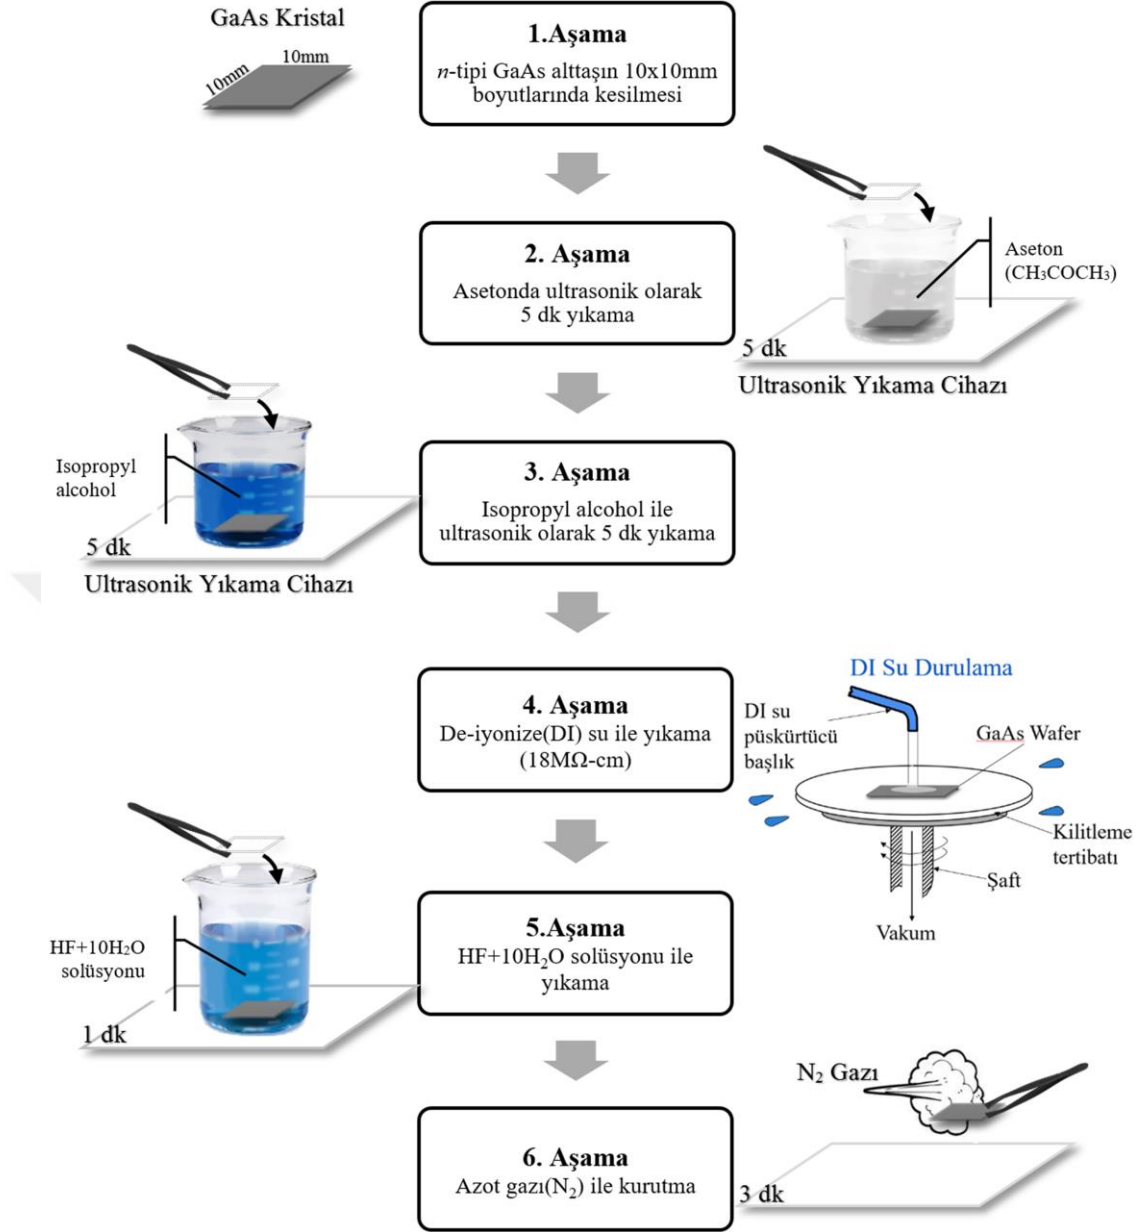 GaAs Kristal
10mm
10mm
1.Aşama
n-tipi GaAs alttaşın 10x10mm
boyutlarında kesilmesi
2. Aşama
Asetonda ultrasonik olarak
5 dk yıkama
Aseton
(CH₃COCH₃)
5 dk
Ultrasonik Yıkama Cihazı
Isopropyl
alcohol
5 dk
Ultrasonik Yıkama Cihazı
3. Aşama
Isopropyl alcohol ile
ultrasonik olarak 5 dk yıkama
4. Aşama
De-iyonize(DI) su ile yıkama
(18MΩ-cm)
DI Su Durulama
DI su
püskürtücü
başlık
GaAs Wafer
Kilitleme
tertibatı
Şaft
Vakum
HF+10H₂O
solüsyonu
1 dk
5.Aşama
HF+10H₂O solüsyonu ile
yıkama
N₂ Gazı
6. Aşama
Azot gazı(N₂) ile kurutma
3 dk